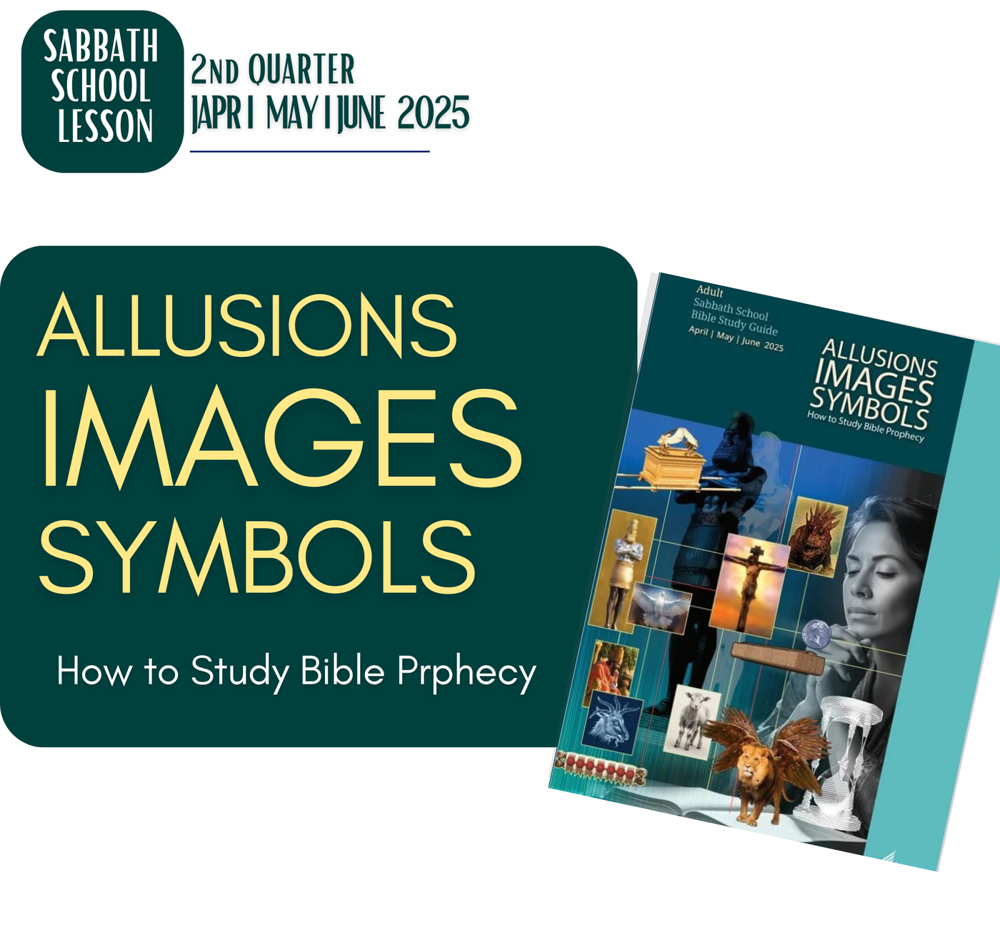 SABBATH
SCHOOL
LESSON
2ND QUARTER
JAPR| MAY|JUNE 2025
ALLUSIONS
IMAGES
SYMBOLS
How to Study Bible Prphecy
Adult
Sabbath School
Bible Study Guide
April | May | June 2025
ALLUSIONS
IMAGES
SYMBOLS
How to Study Bible Prophecy